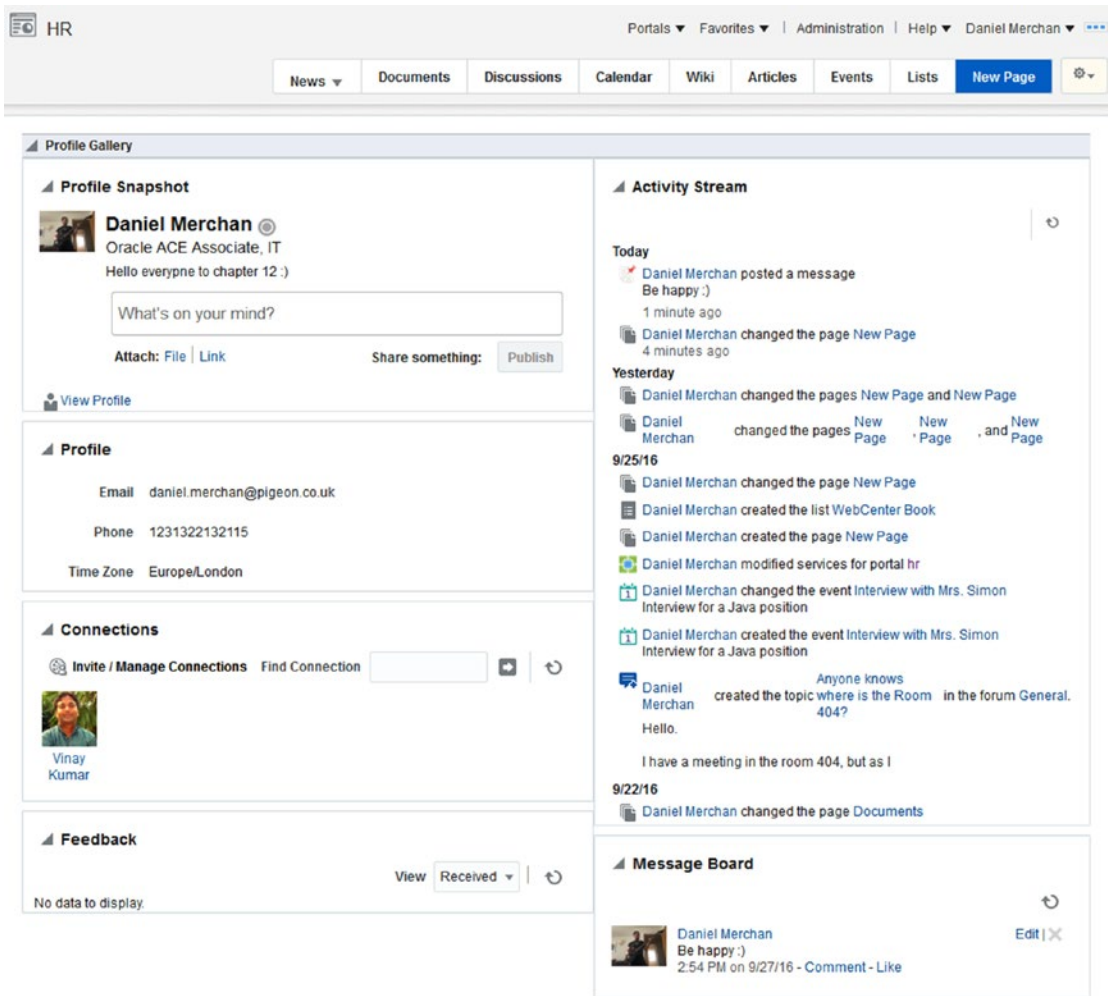 HR
Portals Favorites | Administration | Help Daniel Merchan
News Documents Discussions Calendar Wiki Articles Events Lists New Page
Profile Gallery
Profile Snapshot
Daniel Merchan
Oracle ACE Associate, IT
Hello everypne to chapter 12 :)
What's on your mind?
Attach: File | Link Share something: Publish
View Profile
Profile
Email daniel.merchan@pigeon.co.uk
Phone 1231322132115
Time Zone Europe/London
Connections
Invite / Manage Connections Find Connection
Vinay
Kumar
Feedback
View Received
No data to display.
Activity Stream
Today
Daniel Merchan posted a message
Be happy :)
1 minute ago
Daniel Merchan changed the page New Page
4 minutes ago
Yesterday
Daniel Merchan changed the pages New Page and New Page
Daniel Merchan changed the pages New Page , New Page , and New Page
9/25/16
Daniel Merchan changed the page New Page
Daniel Merchan created the list WebCenter Book
Daniel Merchan created the page New Page
Daniel Merchan modified services for portal hr
1
Daniel Merchan changed the event Interview with Mrs. Simon
Interview for a Java position
1
Daniel Merchan created the event Interview with Mrs. Simon
Interview for a Java position
Daniel Merchan created the topic Anyone knows where is the Room 404? in the forum General.
Hello.
I have a meeting in the room 404, but as I
9/22/16
Daniel Merchan changed the page Documents
Message Board
Daniel Merchan Edit |
Be happy :)
2:54 PM on 9/27/16 - Comment - Like